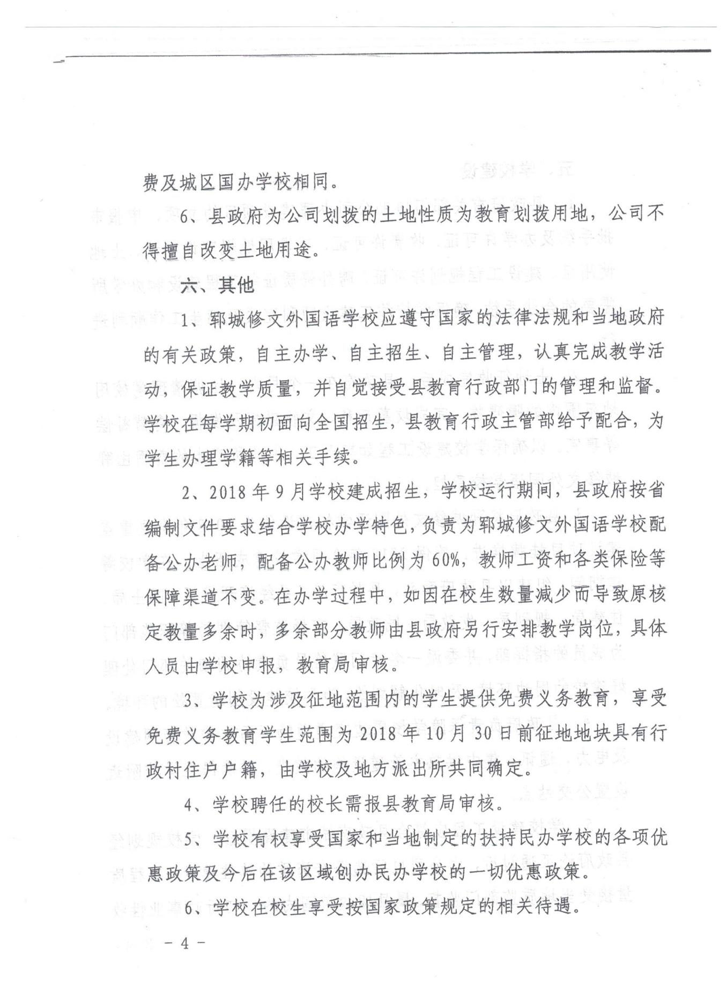 费及城区国办学校相同。
6、县政府为公司划拨的土地性质为教育划拨用地，公司不
得擅自改变土地用途。
六、其他
1、郓城修文外国语学校应遵守国家的法律法规和当地政府
的有关政策，自主办学、自主招生、自主管理，认真完成教学活
动，保证教学质量，并自觉接受县教育行政部门的管理和监督。
学校在每学期初面向全国招生，县教育行政主管部给予配合，为
学生办理学籍等相关手续。
2、2018年9月学校建成招生，学校运行期间，县政府按省
编制文件要求结合学校办学特色，负责为郓城修文外国语学校配
备公办老师，配备公办教师比例为60%，教师工资和各类保险等
保障渠道不变。在办学过程中，如因在校生数量减少而导致原核
定教量多余时，多余部分教师由县政府另行安排教学岗位，具体
人员由学校申报，教育局审核。
3、学校为涉及征地范围内的学生提供免费义务教育，享受
免费义务教育学生范围为2018年10月30日前征地地块具有行
政村住户户籍，由学校及地方派出所共同确定。
4、学校聘任的校长需报县教育局审核。
5、学校有权享受国家和当地制定的扶持民办学校的各项优
惠政策及今后在该区域创办民办学校的一切优惠政策。
6、学校在校生享受按国家政策规定的相关待遇。
- 4 -